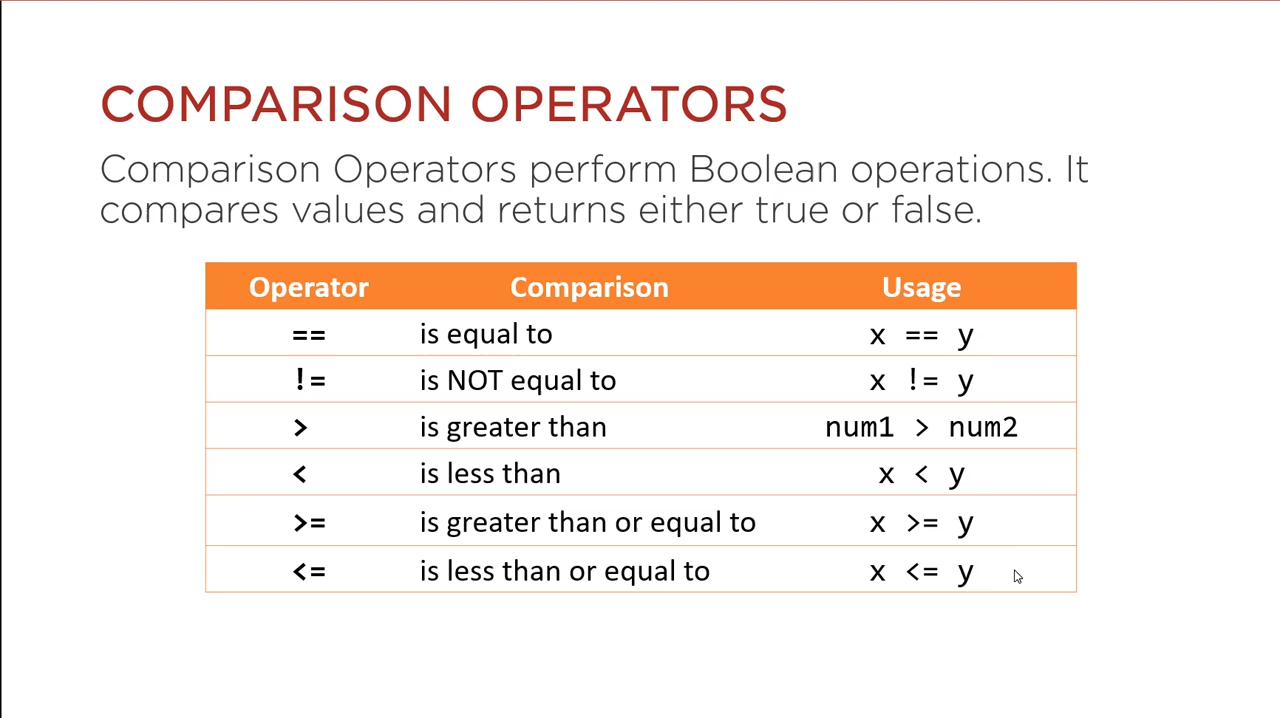 COMPARISON OPERATORS
Comparison Operators perform Boolean operations. It
compares values and returns either true or false.
Operator Comparison Usage
== is equal to x == y
!= is NOT equal to x != y
> is greater than num1 > num2
< is less than x < y
>= is greater than or equal to x >= y
<= is less than or equal to x <= y